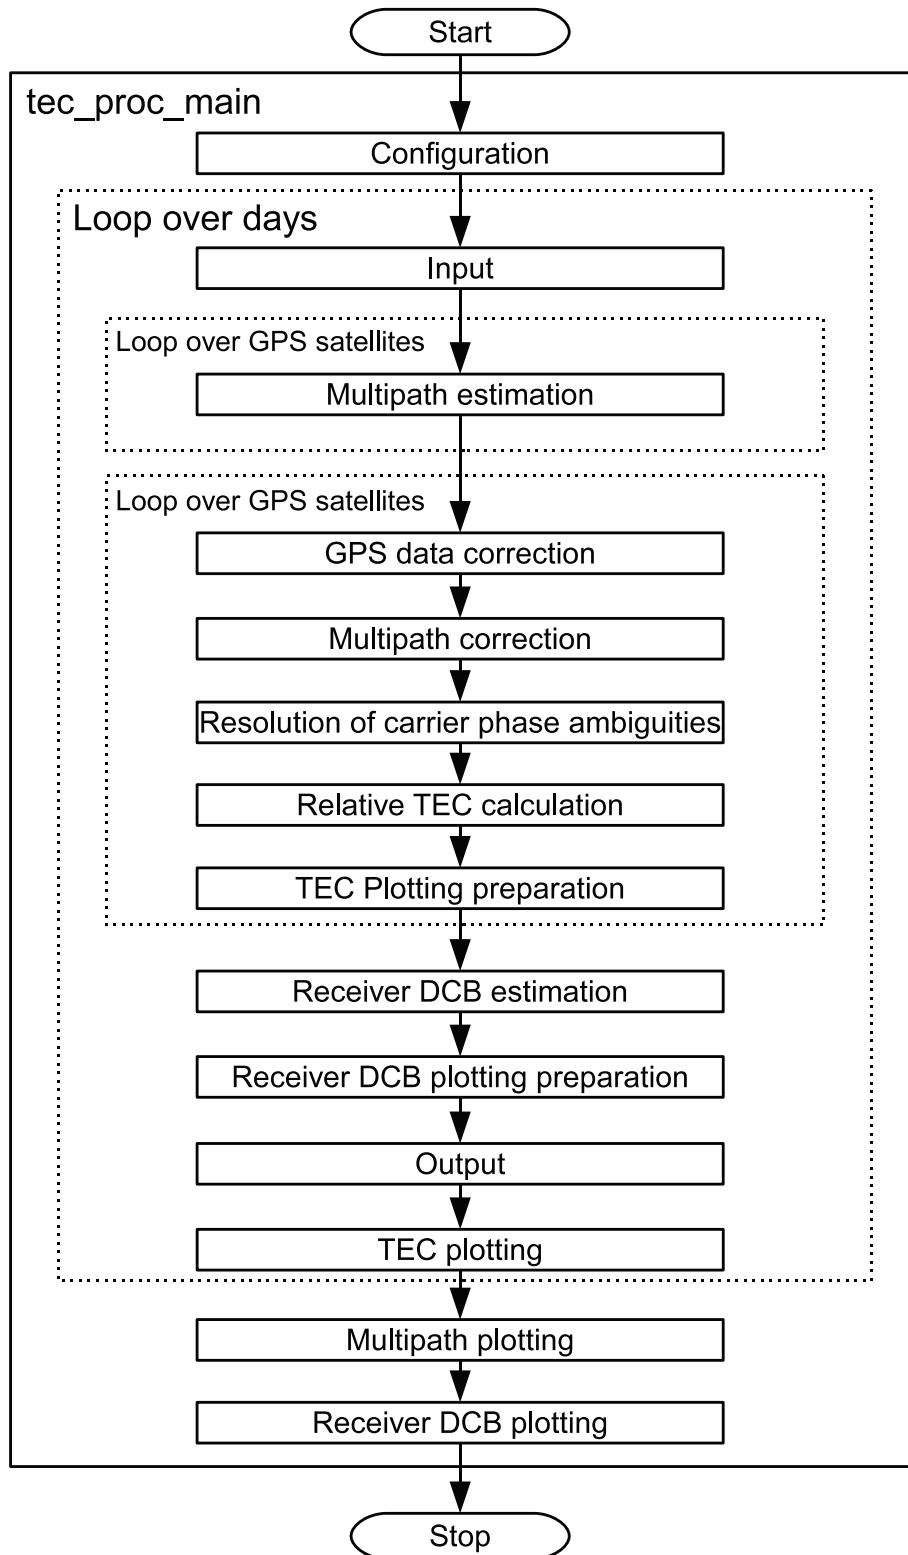 Start
tec_proc_main
Configuration
Loop over days
Input
Loop over GPS satellites
Multipath estimation
Loop over GPS satellites
GPS data correction
Multipath correction
Resolution of carrier phase ambiguities
Relative TEC calculation
TEC Plotting preparation
Receiver DCB estimation
Receiver DCB plotting preparation
Output
TEC plotting
Multipath plotting
Receiver DCB plotting
Stop